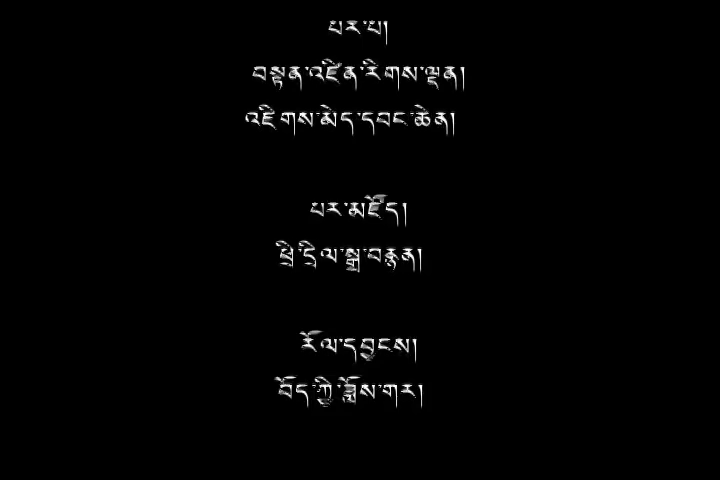 པར་པ།
བསྟན་འཛིན་རིགས་ལྡན།
འཇིགས་མེད་དབང་ཆེན།
པར་མཛོད།
ཕྲི་དྲིལ་སྒྲ་བརྙན།
རོལ་དབྱངས།
བོད་ཀྱི་ཟློས་གར།